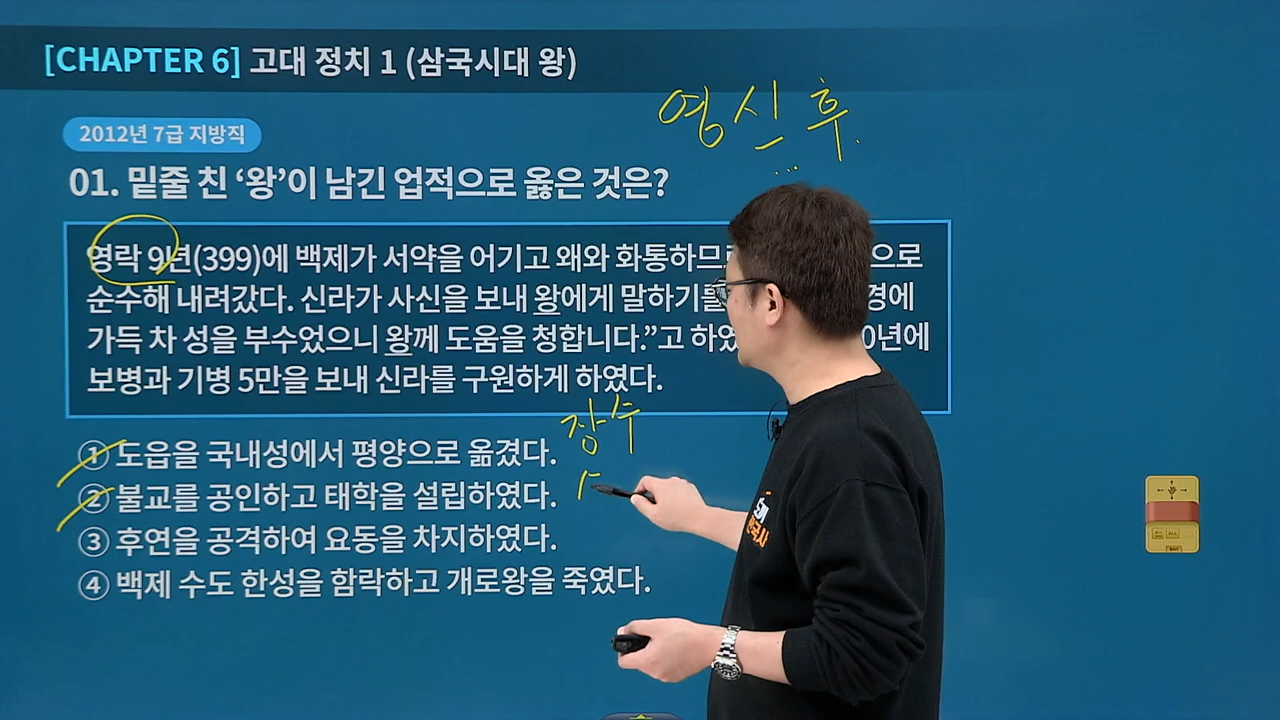 [CHAPTER 6] 고대 정치 1 (삼국시대 왕)
영신후
2012년 7급 지방직
01. 밑줄 친 ‘왕’이 남긴 업적으로 옳은 것은?
영락 9년(399)에 백제가 서약을 어기고 왜와 화통하므 으로
순수해 내려갔다. 신라가 사신을 보내 왕에게 말하기를 경에
가득 차 성을 부수었으니 왕께 도움을 청합니다.”고 하였 0년에
보병과 기병 5만을 보내 신라를 구원하게 하였다.
① 도읍을 국내성에서 평양으로 옮겼다. 장수
② 불교를 공인하고 태학을 설립하였다.
③ 후연을 공격하여 요동을 차지하였다.
④ 백제 수도 한성을 함락하고 개로왕을 죽였다.